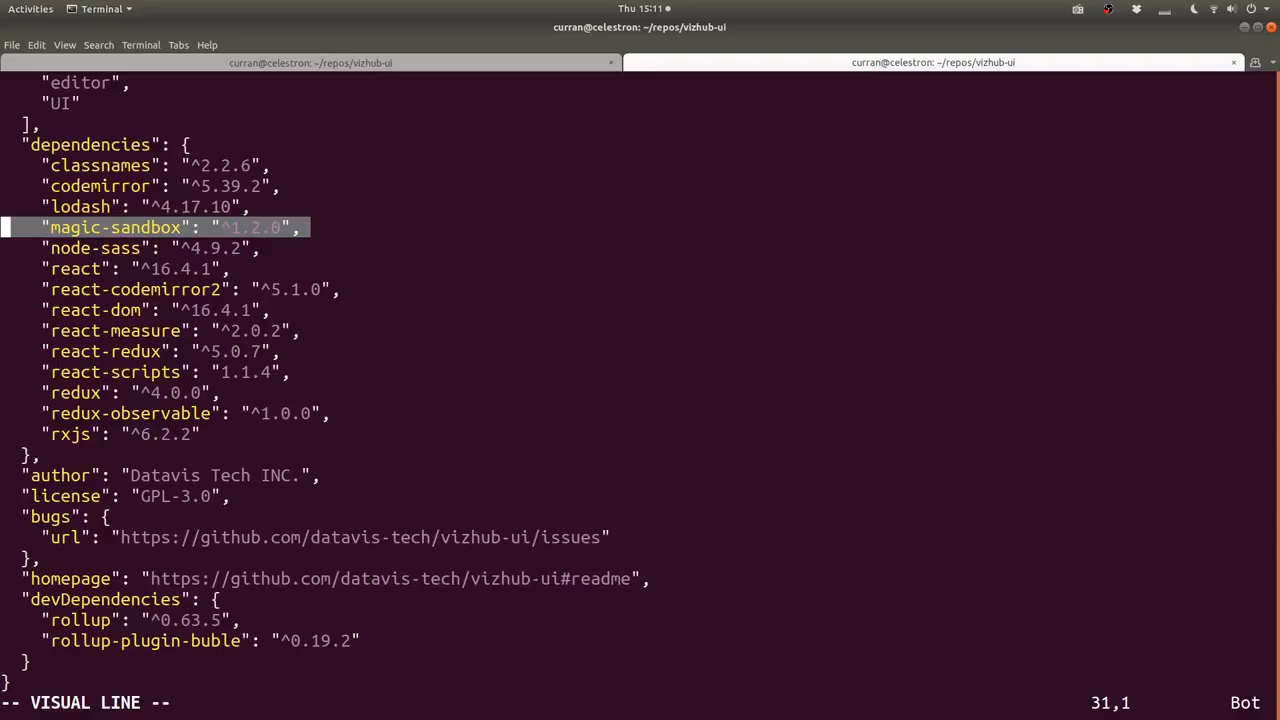 Activities Terminal Thu 15:11
curran@celestron: ~/repos/vizhub-ui
File Edit View Search Terminal Tabs Help
curran@celestron: ~/repos/vizhub-ui × curran@celestron: ~/repos/vizhub-ui ×
"editor",
"UI"
],
"dependencies": {
"classnames": "^2.2.6",
"codemirror": "^5.39.2",
"lodash": "^4.17.10",
"magic-sandbox": "^1.2.0",
"node-sass": "^4.9.2",
"react": "^16.4.1",
"react-codemirror2": "^5.1.0",
"react-dom": "^16.4.1",
"react-measure": "^2.0.2",
"react-redux": "^5.0.7",
"react-scripts": "1.1.4",
"redux": "^4.0.0",
"redux-observable": "^1.0.0",
"rxjs": "^6.2.2"
},
"author": "Datavis Tech INC.",
"license": "GPL-3.0",
"bugs": {
"url": "https://github.com/datavis-tech/vizhub-ui/issues"
},
"homepage": "https://github.com/datavis-tech/vizhub-ui#readme",
"devDependencies": {
"rollup": "^0.63.5",
"rollup-plugin-buble": "^0.19.2"
}
}
-- VISUAL LINE -- 31,1 Bot